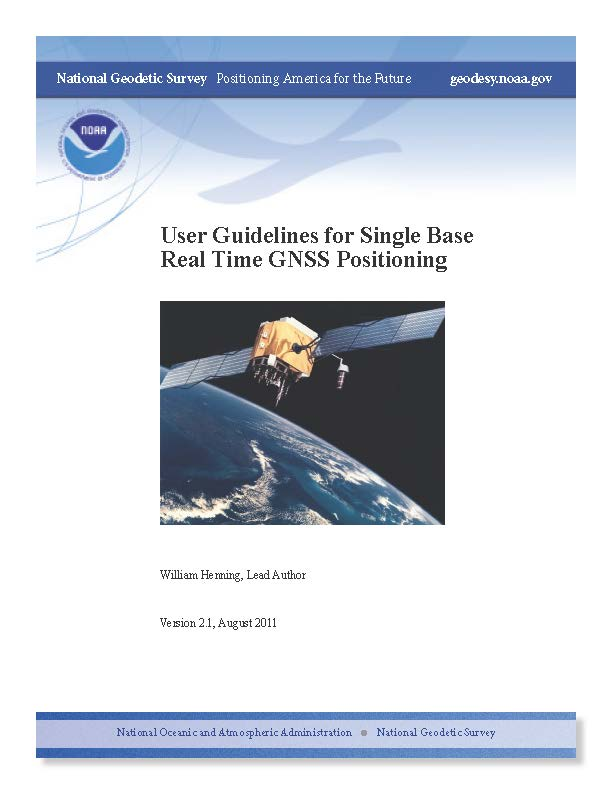 National Geodetic Survey Positioning America for the Future geodesy.noaa.gov
NOAA
User Guidelines for Single Base
Real Time GNSS Positioning
William Henning, Lead Author
Version 2.1, August 2011
National Oceanic and Atmospheric Administration ● National Geodetic Survey